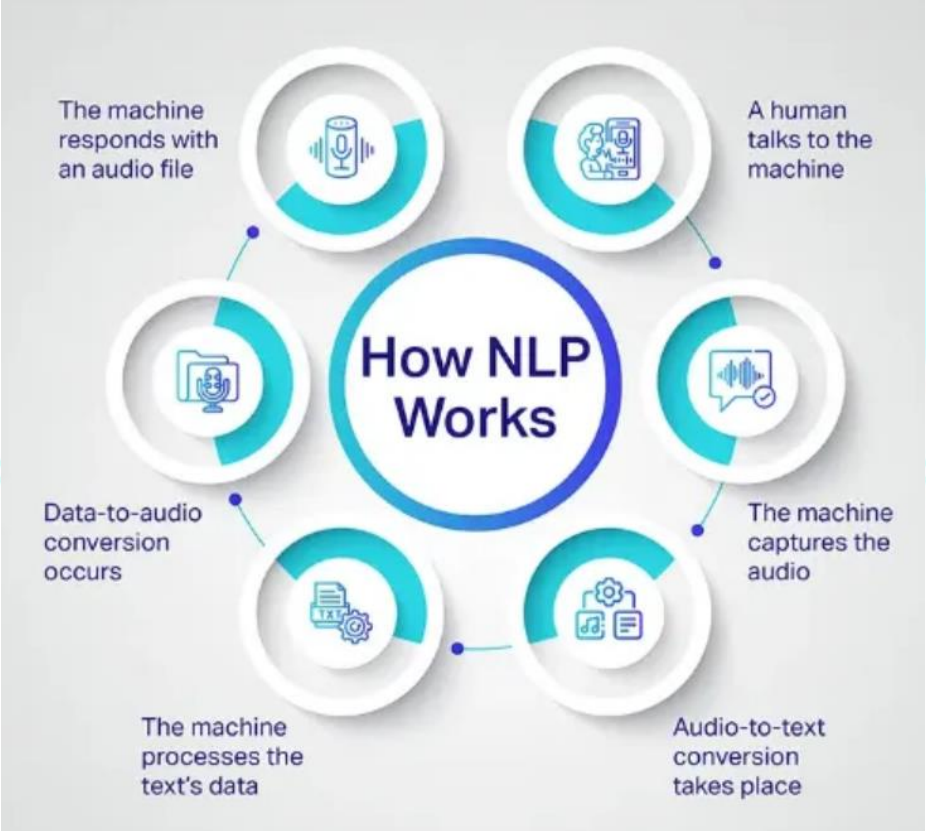 How NLP
Works
A human
talks to the
machine
The machine
captures the
audio
Audio-to-text
conversion
takes place
The machine
processes the
text's data
TXT
Data-to-audio
conversion
occurs
The machine
responds with
an audio file